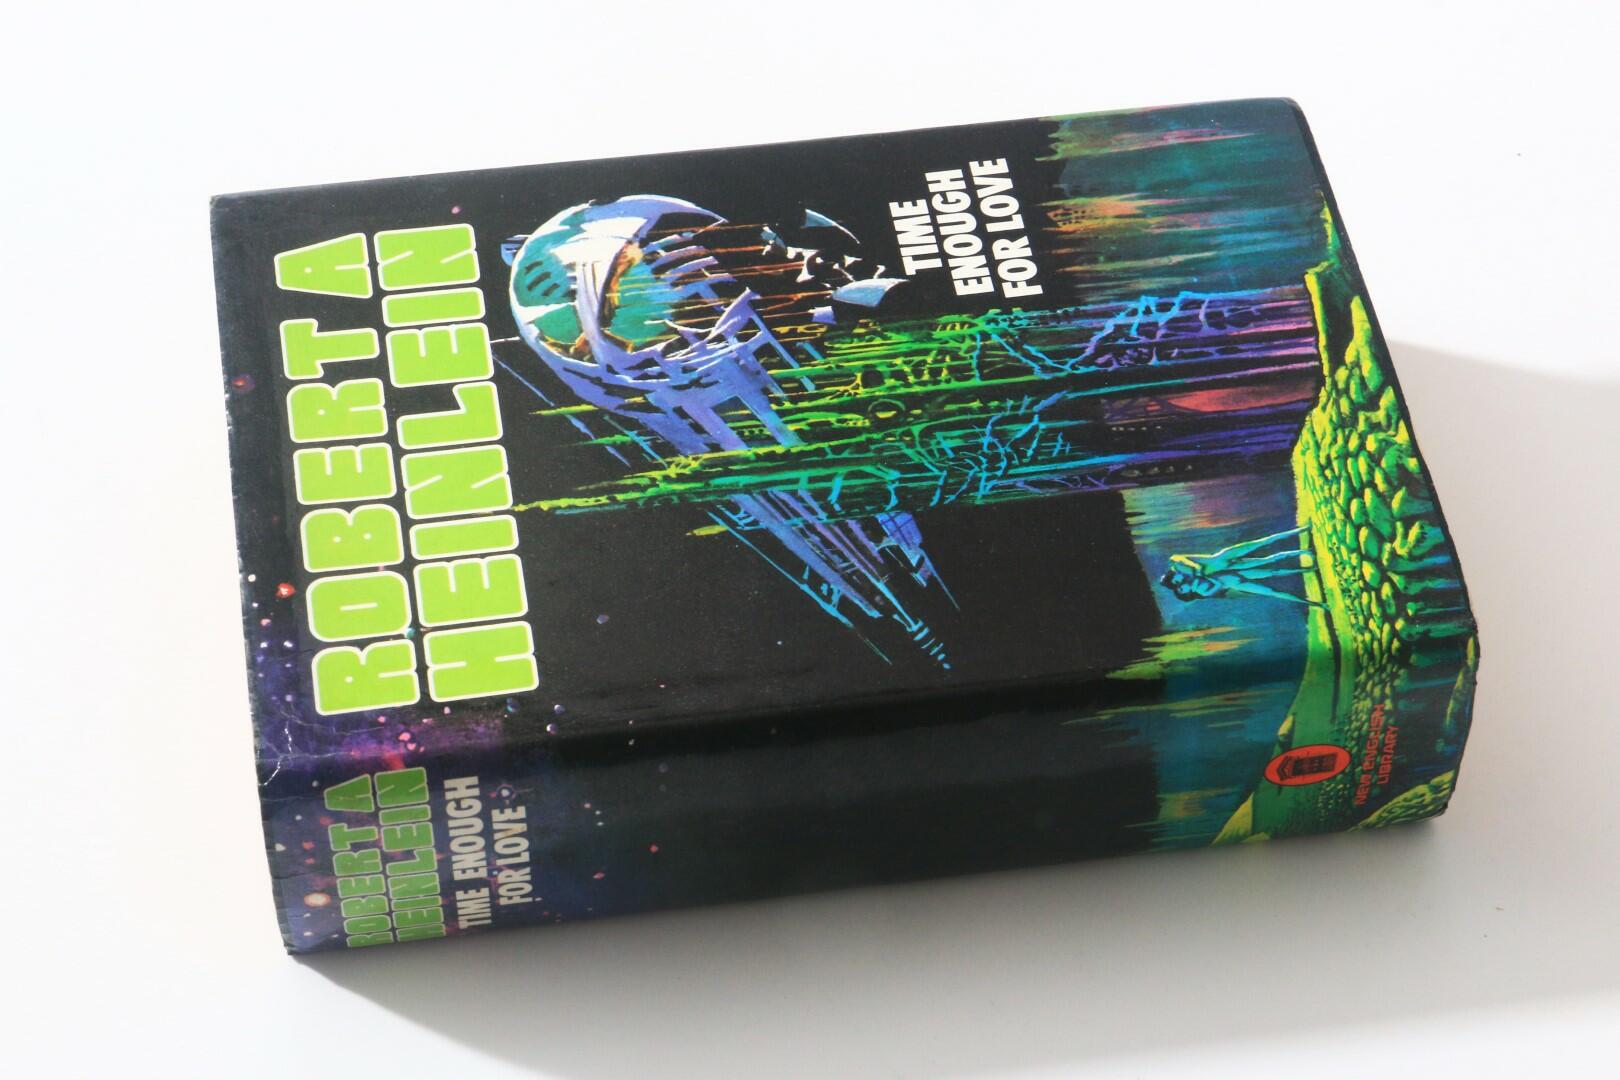 ROBERT A
HEINLEIN
TIME
ENOUGH
FOR LOVE
ROBERT A
HEINLEIN
TIME ENOUGH
FOR LOVE
NEW ENGLISH
LIBRARY